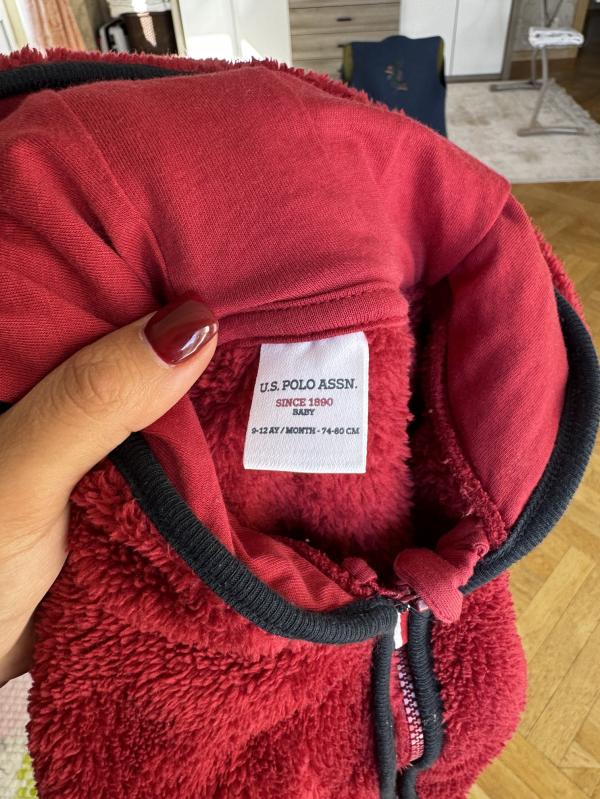 U.S. POLO ASSN.
SINCE 1890
BABY
9-12 AY / MONTH - 74-80 CM